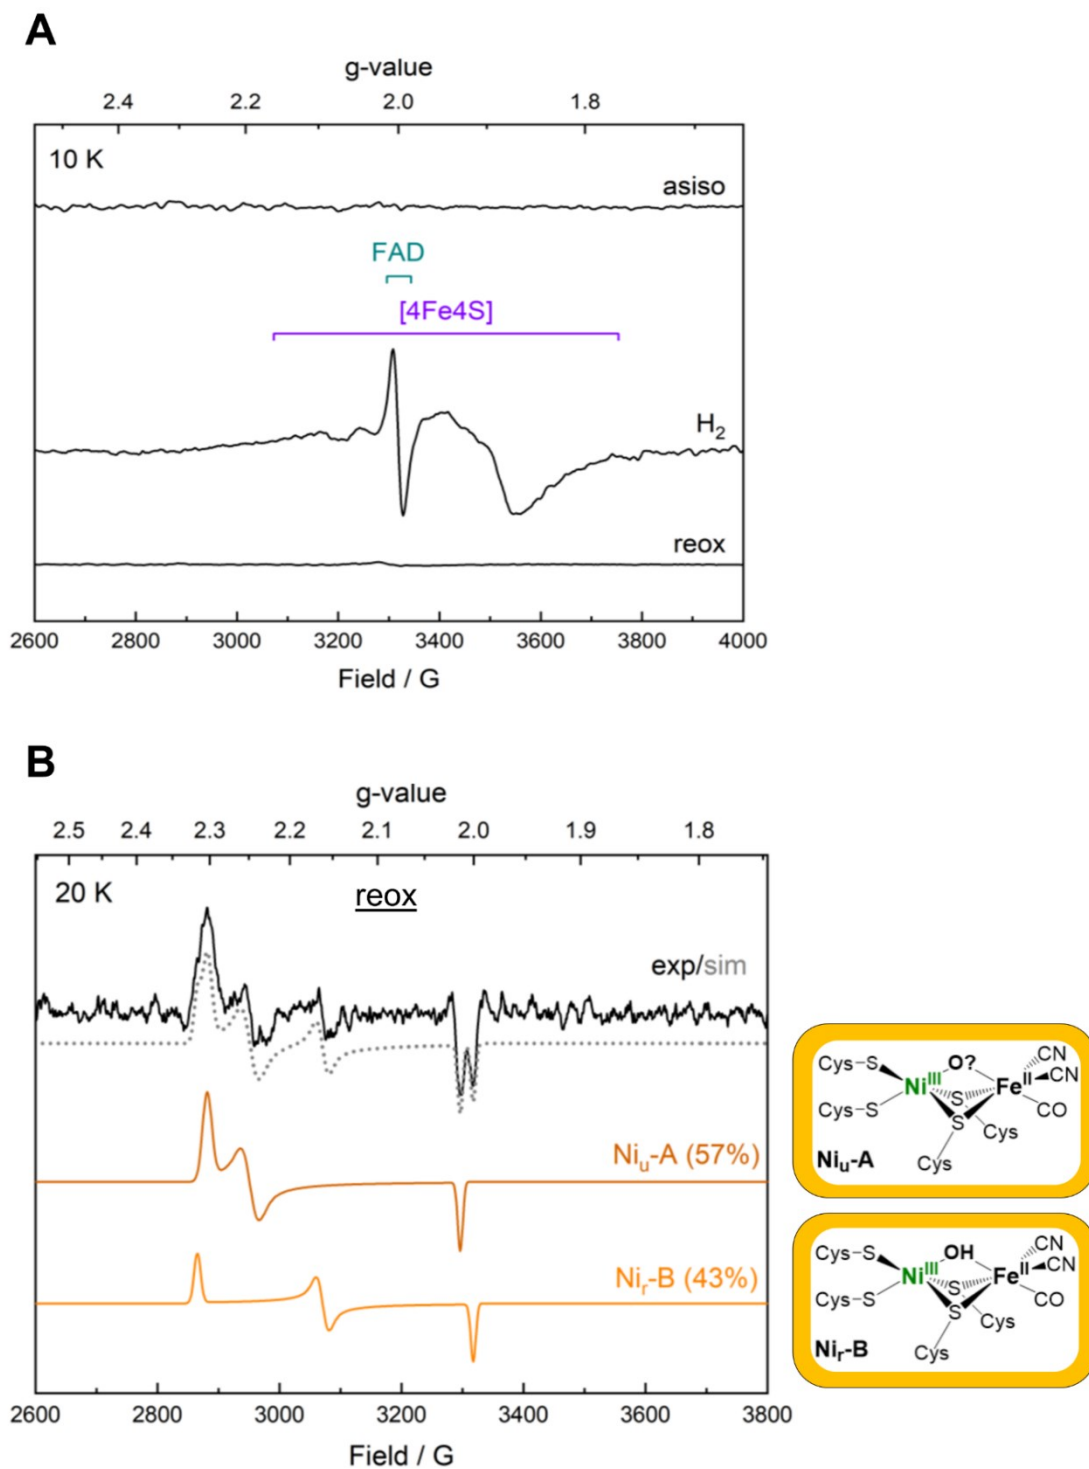 A
g-value
2.4 2.2 2.0 1.8
10 K
asiso
FAD
[4Fe4S]
H2
reox
2600 2800 3000 3200 3400 3600 3800 4000
Field / G
B
g-value
2.5 2.4 2.3 2.2 2.1 2.0 1.9 1.8
20 K
reox
exp/sim
Niu-A (57%)
Nir-B (43%)
2600 2800 3000 3200 3400 3600 3800
Field / G
Cys S O? CN
NiIII S FeII CN
Cys S S CO
Cys
Niu-A Cys
Cys S OH CN
NiIII S FeII CN
Cys S S CO
Cys
Nir-B Cys